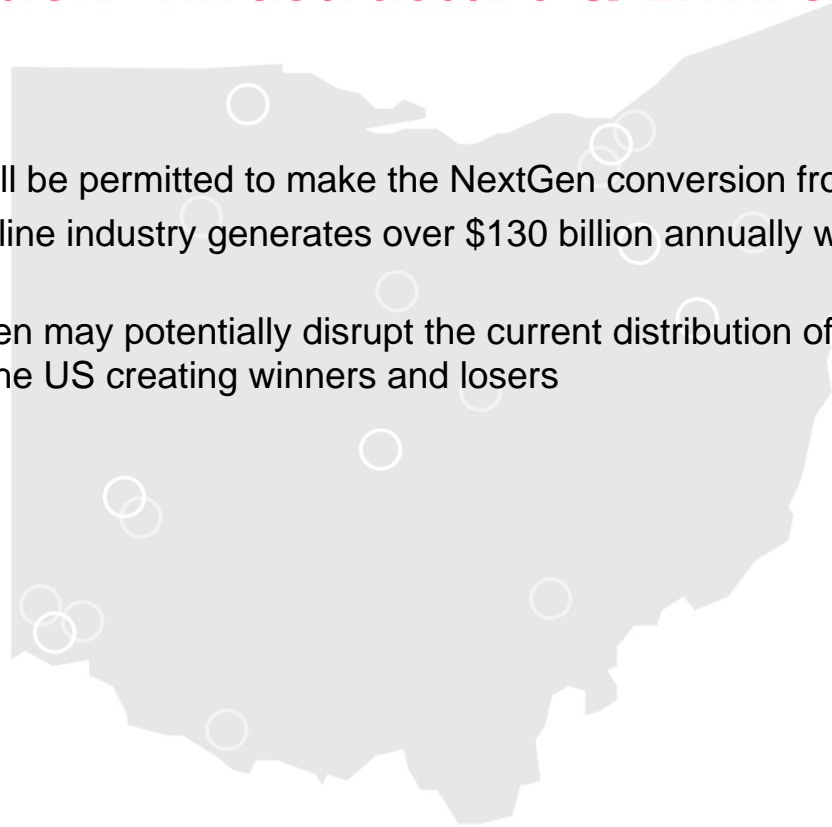 ll be permitted to make the NextGen conversion fro
line industry generates over $130 billion annually w
en may potentially disrupt the current distribution of
he US creating winners and losers